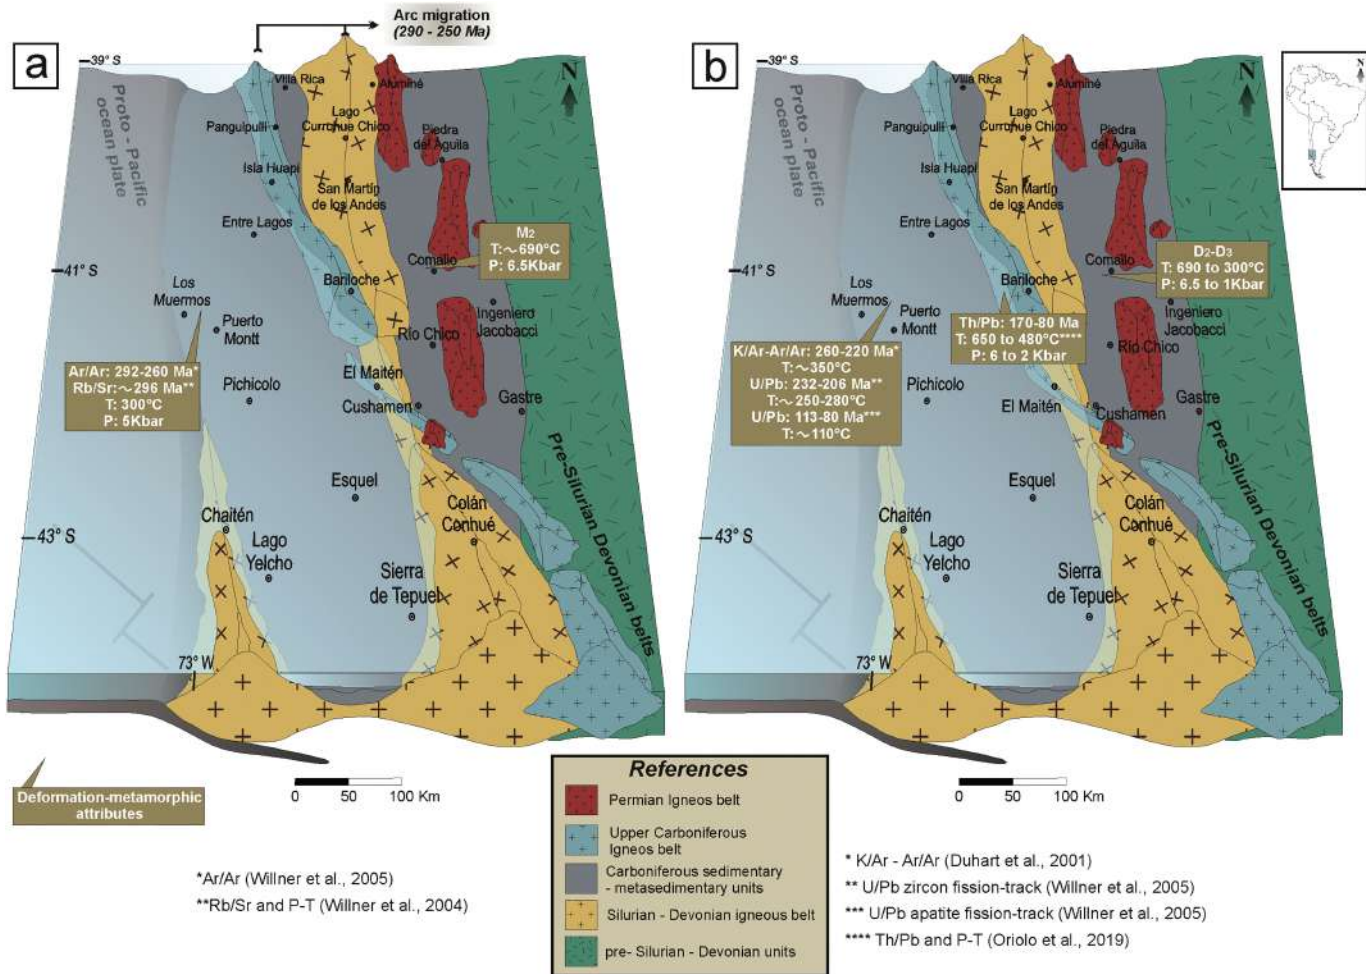 Arc migration
(290 - 250 Ma)
a
39° S
N
Proto - Pacific
ocean plate
Villa Rica
Aluminé
Panguipulli
Lago
Currruhue Chico
Piedra
del Aguila
Isla Huapi
San Martín
de los Andes
Entre Lagos
M2
T:~690°C
P: 6.5Kbar
41° S
Comallo
Bariloche
Los
Muermos
Puerto
Montt
Ingeniero
Jacobacci
Río Chico
Ar/Ar: 292-260 Ma*
Rb/Sr:~296 Ma**
T: 300°C
P: 5Kbar
Pichicolo
El Maitén
Cushamen
Gastre
Pre-Silurian Devonian belts
Esquel
Chaitén
Colán
Conhué
43° S
Lago
Yelcho
Sierra
de Tepuel
73° W
0 50 100 Km
Deformation-metamorphic
attributes
*Ar/Ar (Willner et al., 2005)
**Rb/Sr and P-T (Willner et al., 2004)
b
39° S
N
N
Proto - Pacific
ocean plate
Villa Rica
Aluminé
Panguipulli
Lago
Currruhue Chico
Piedra
del Aguila
Isla Huapi
San Martín
de los Andes
Entre Lagos
D2-D3
T: 690 to 300°C
P: 6.5 to 1Kbar
41° S
Comallo
Bariloche
Los
Muermos
Puerto
Montt
Ingeniero
Jacobacci
Th/Pb: 170-80 Ma
T: 650 to 480°C****
P: 6 to 2 Kbar
Río Chico
K/Ar-Ar/Ar: 260-220 Ma*
T:~350°C
U/Pb: 232-206 Ma**
T:~250-280°C
U/Pb: 113-80 Ma***
T:~110°C
Pichicolo
El Maitén
Cushamen
Gastre
Pre-Silurian Devonian belts
Esquel
Chaitén
Colán
Conhué
43° S
Lago
Yelcho
Sierra
de Tepuel
73° W
0 50 100 Km
References
Permian Igneos belt
Upper Carboniferous
Igneos belt
Carboniferous sedimentary
- metasedimentary units
Silurian - Devonian igneous belt
pre- Silurian - Devonian units
* K/Ar - Ar/Ar (Duhart et al., 2001)
** U/Pb zircon fission-track (Willner et al., 2005)
*** U/Pb apatite fission-track (Willner et al., 2005)
**** Th/Pb and P-T (Oriolo et al., 2019)